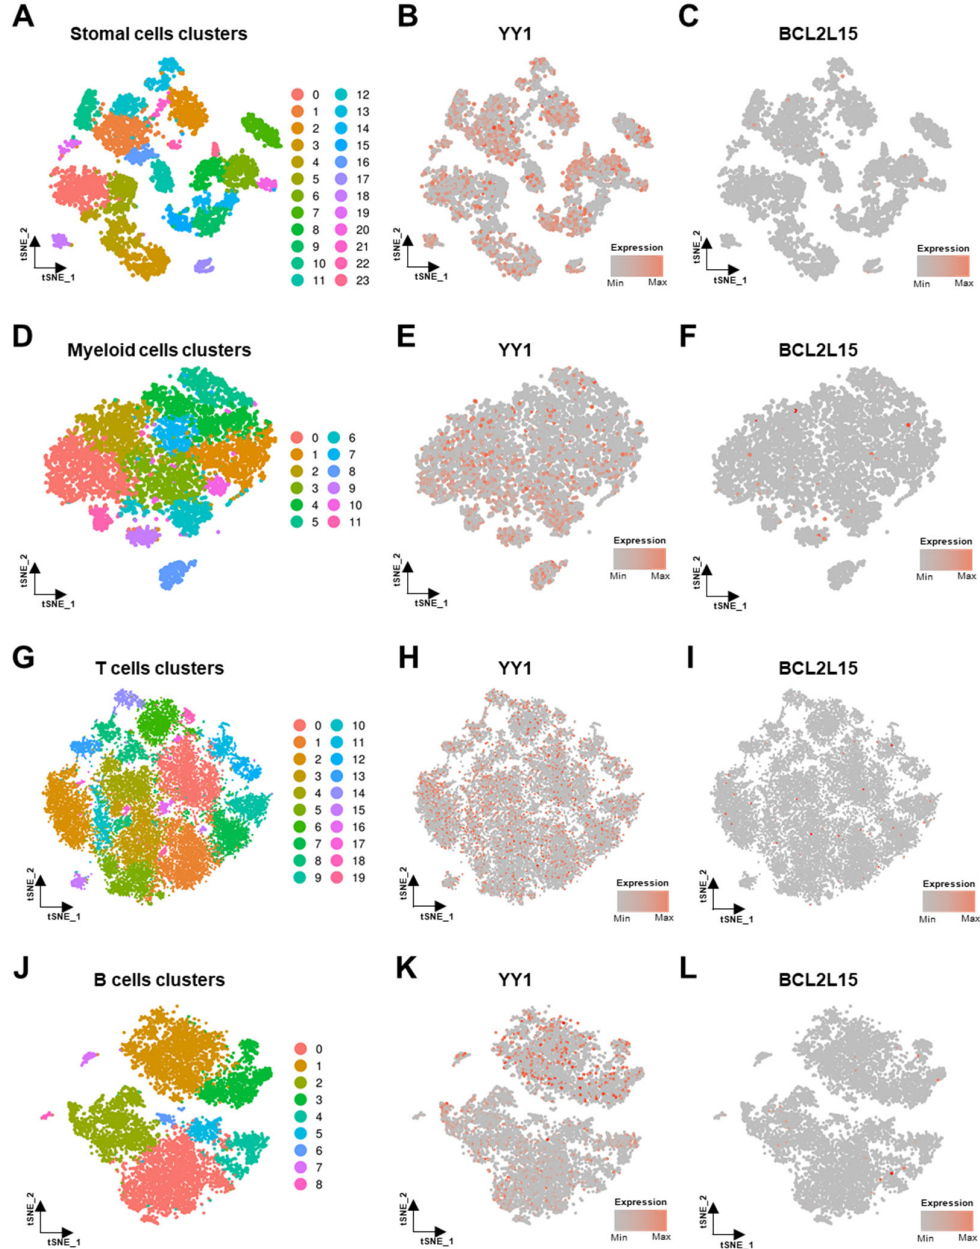 A
Stomal cells clusters
0 12
1 13
2 14
3 15
4 16
5 17
6 18
7 19
8 20
9 21
10 22
11 23
tSNE_2
tSNE_1
B
YY1
Expression
Min Max
C
BCL2L15
tSNE_2
tSNE_1
Expression
Min Max
D
Myeloid cells clusters
0 6
1 7
2 8
3 9
4 10
5 11
tSNE_2
tSNE_1
E
YY1
tSNE_2
tSNE_1
Expression
Min Max
F
BCL2L15
tSNE_2
tSNE_1
Expression
Min Max
G
T cells clusters
0 10
1 11
2 12
3 13
4 14
5 15
6 16
7 17
8 18
9 19
tSNE_2
tSNE_1
H
YY1
tSNE_2
tSNE_1
Expression
Min Max
I
BCL2L15
tSNE_2
tSNE_1
Expression
Min Max
J
B cells clusters
0
1
2
3
4
5
6
7
8
tSNE_2
tSNE_1
K
YY1
tSNE_2
tSNE_1
Expression
Min Max
L
BCL2L15
tSNE_2
tSNE_1
Expression
Min Max